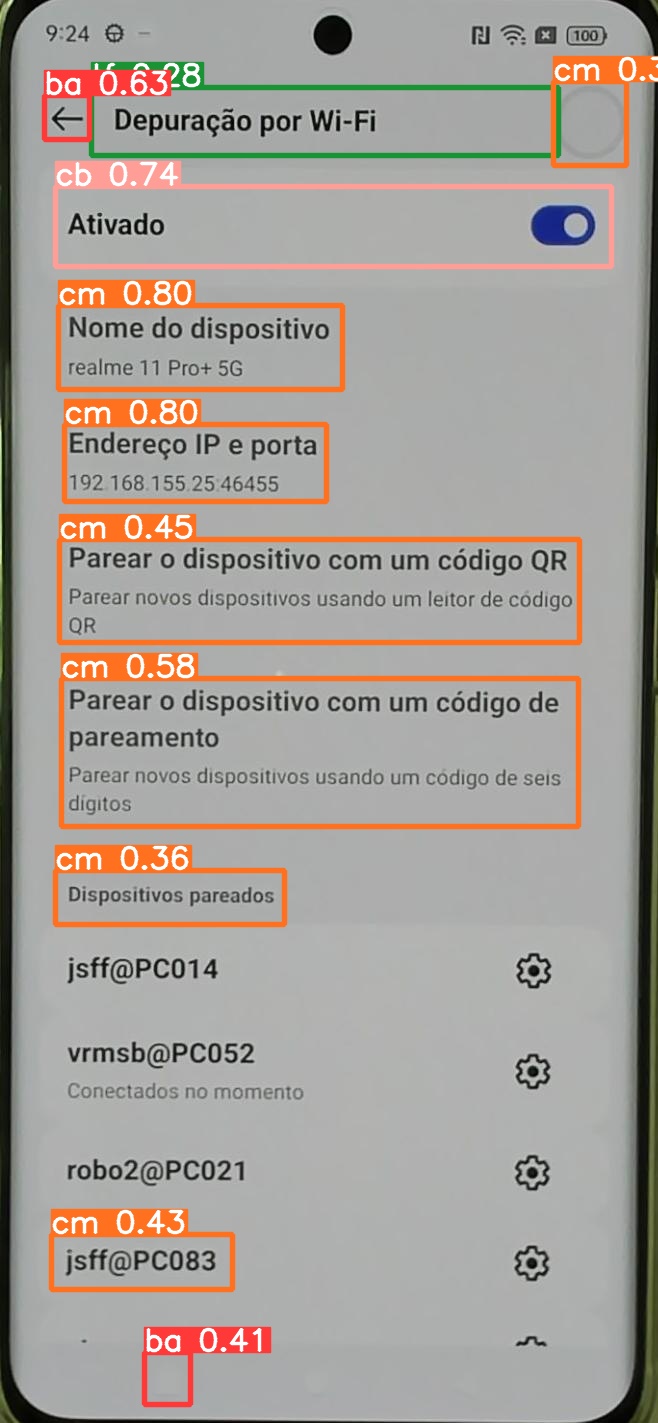 9:24
100
ba 0.63
28
cm 0.3
Depuração por Wi-Fi
cb 0.74
Ativado
cm 0.80
Nome do dispositivo
realme 11 Pro+ 5G
cm 0.80
Endereço IP e porta
192.168.155.25:46455
cm 0.45
Parear o dispositivo com um código QR
Parear novos dispositivos usando um leitor de código
QR
cm 0.58
Parear o dispositivo com um código de
pareamento
Parear novos dispositivos usando um código de seis
dígitos
cm 0.36
Dispositivos pareados
jsff@PC014
vrmsb@PC052
Conectados no momento
robo2@PC021
cm 0.43
jsff@PC083
ba 0.41